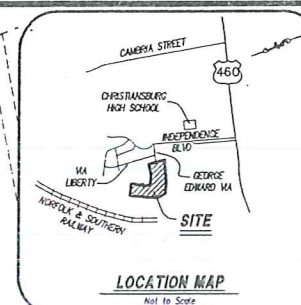 CAMBRIA STREET
460
CHRISTIANSBURG
HIGH SCHOOL
INDEPENDENCE
BLVD
VIA
LIBERTY
GEORGE
EDWARD VIA
NORFOLK & SOUTHERN
RAILWAY
SITE
LOCATION MAP
Not to Scale